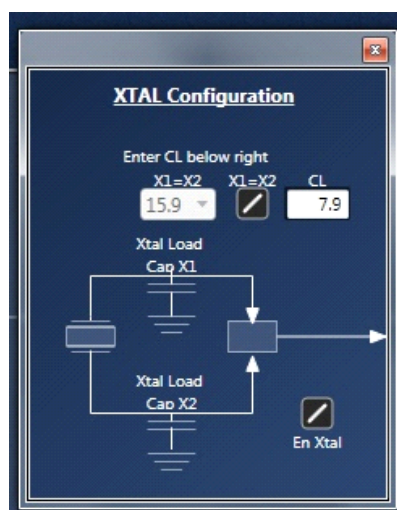 XTAL Configuration
Enter CL below right
X1=X2 X1=X2 CL
15.9 7.9
Xtal Load
Cap X1
Xtal Load
Cap X2
En Xtal